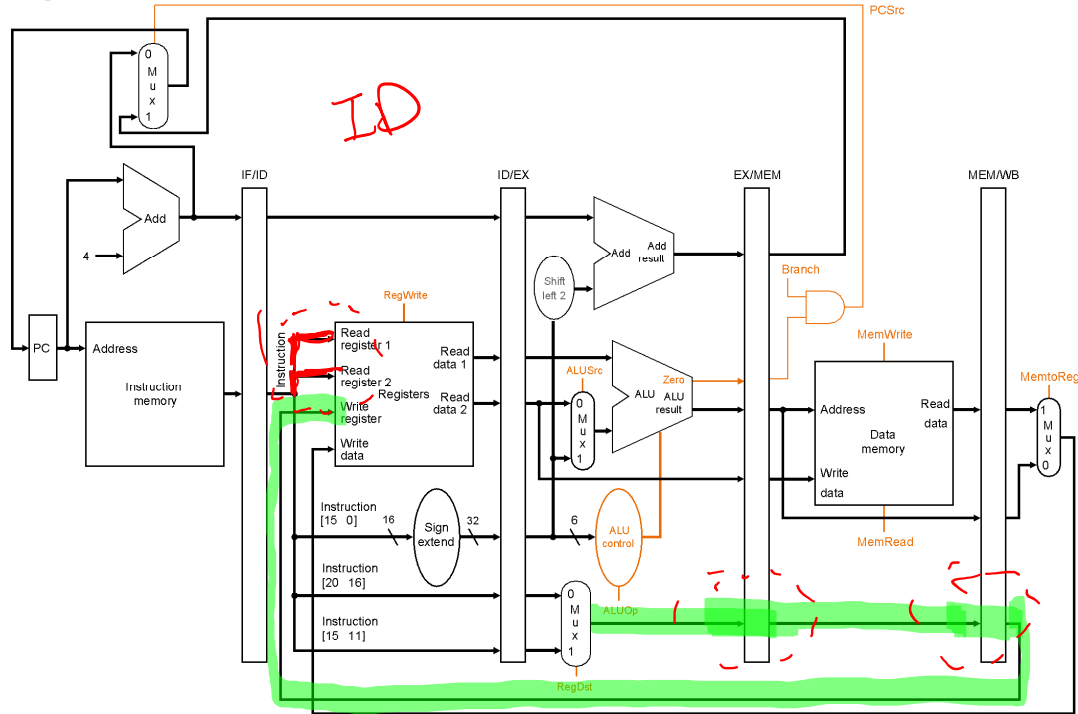 PCSrc
0
M
u
x
1
ID
IF/ID
ID/EX
EX/MEM
MEM/WB
Add
4
Add
Add
result
Shift
left 2
Branch
RegWrite
MemWrite
PC
Address
Instruction
memory
Instruction
Read
register 1
Read
register 2
Registers
Write
register
Write
data
Read
data 1
Read
data 2
ALUSrc
0
M
u
x
1
Zero
ALU
ALU
result
Address
Read
data
Data
memory
Write
data
MemtoReg
1
M
u
x
0
Instruction
[15 0]
16
Sign
extend
32
6
ALU
control
MemRead
Instruction
[20 16]
ALUOp
0
M
u
x
1
Instruction
[15 11]
RegDst